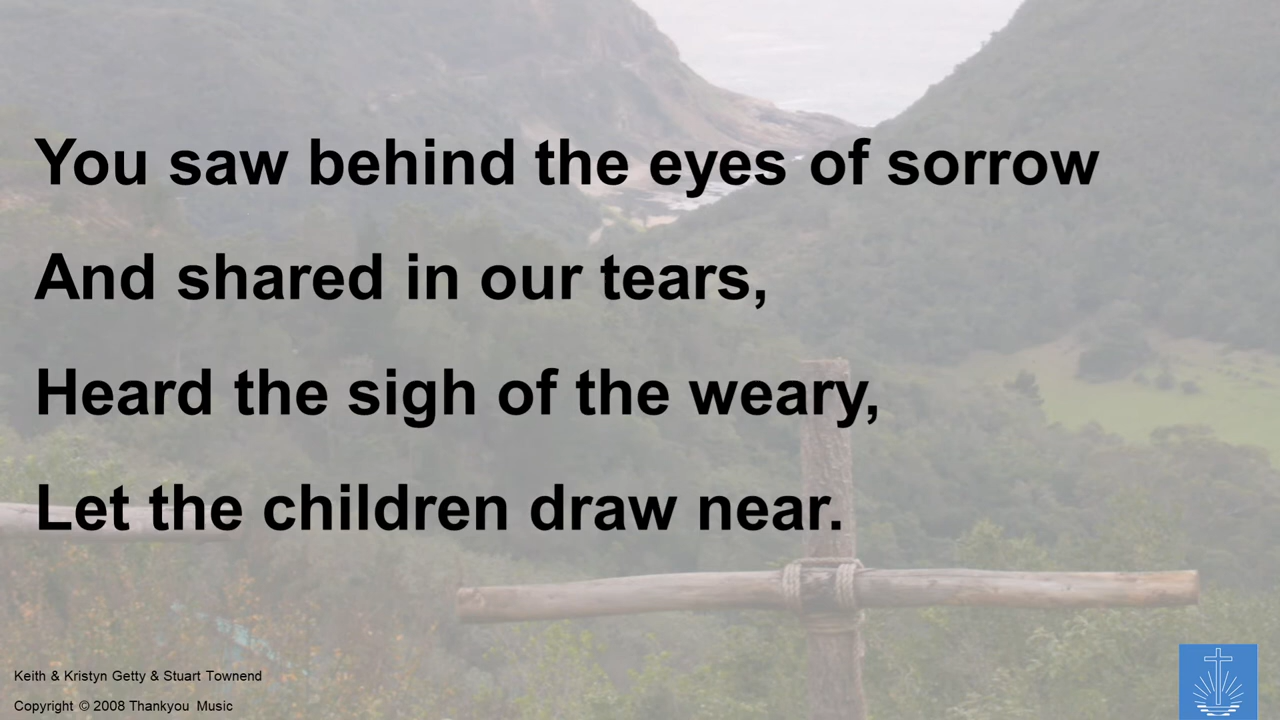 You saw behind the eyes of sorrow
And shared in our tears,
Heard the sigh of the weary,
Let the children draw near.
Keith & Kristyn Getty & Stuart Townend
Copyright © 2008 Thankyou Music